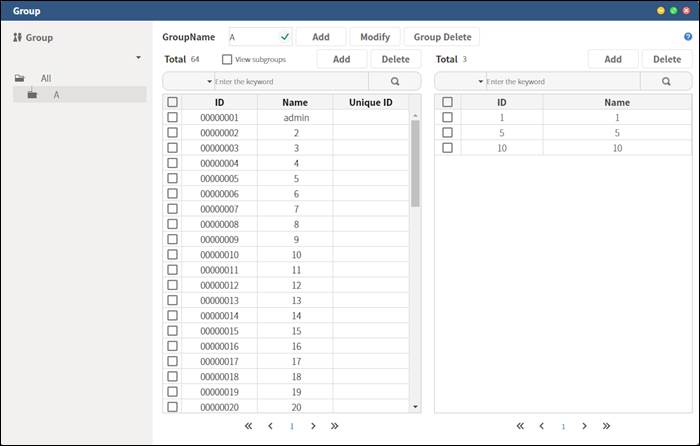 Group
Group
GroupName A Add Modify Group Delete
Total 64 View subgroups Add Delete
Total 3 Add Delete
All
A
Enter the keyword
Enter the keyword
ID Name Unique ID
00000001 admin
00000002 2
00000003 3
00000004 4
00000005 5
00000006 6
00000007 7
00000008 8
00000009 9
00000010 10
00000011 11
00000012 12
00000013 13
00000014 14
00000015 15
00000016 16
00000017 17
00000018 18
00000019 19
00000020 20
1
ID Name
1 1
5 5
10 10
1